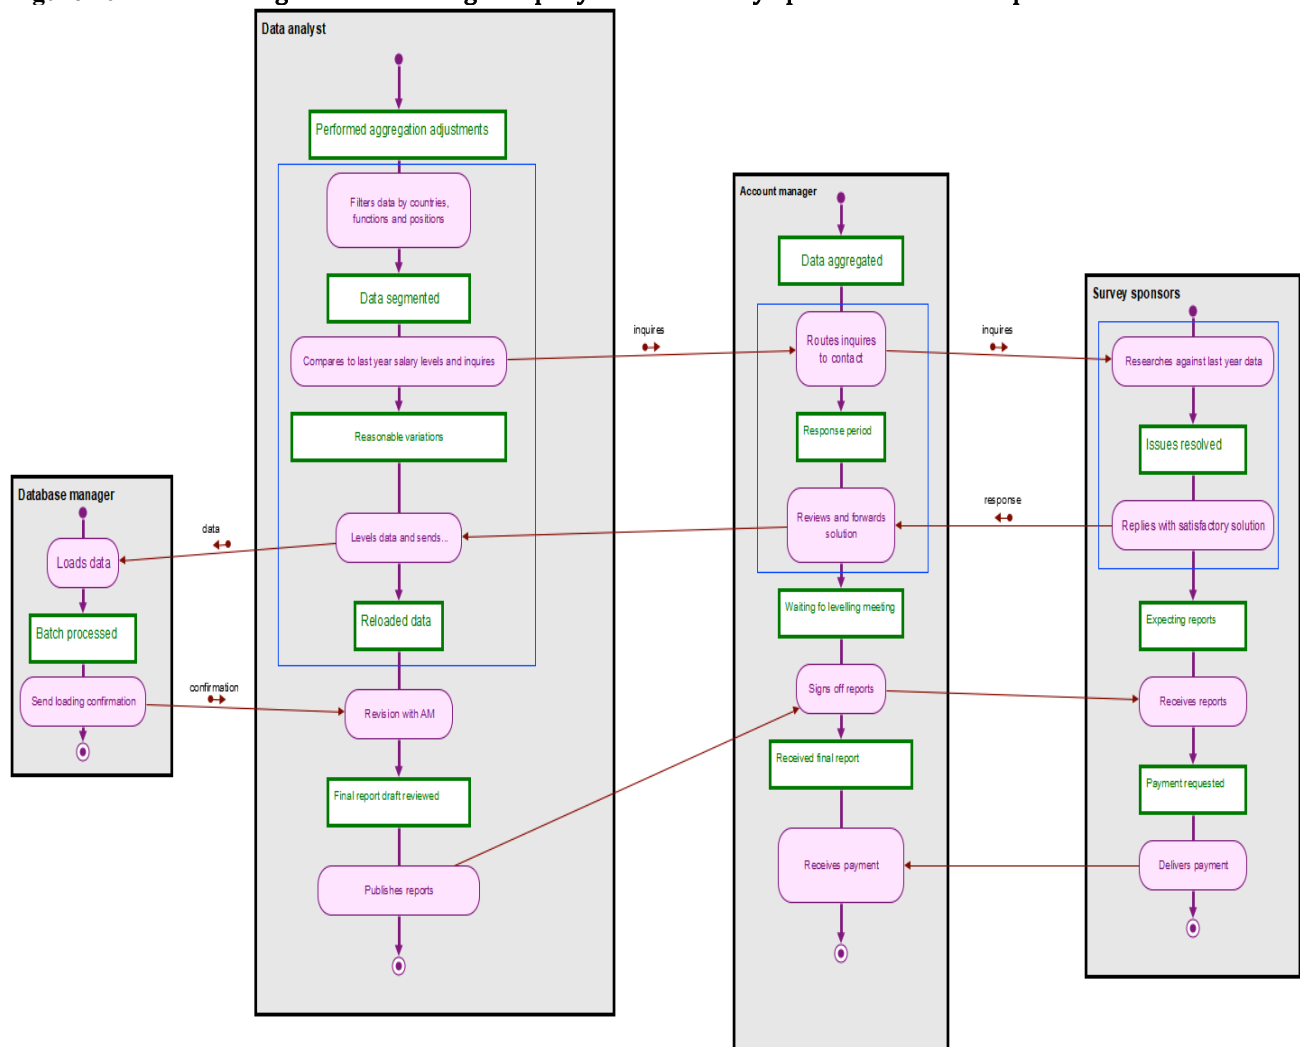 Data analyst
Performed aggregation adjustments
Filters data by countries,
functions and positions
Data segmented
Compares to last year salary levels and inquires
Reasonable variations
Levels data and sends...
Reloaded data
Revision with AM
Final report draft reviewed
Publishes reports
inquires
Account manager
Data aggregated
Routes inquires
to contact
Response period
Reviews and forwards
solution
Waiting fo levelling meeting
Signs off reports
Received final report
Receives payment
inquires
response
Survey sponsors
Researches against last year data
Issues resolved
Replies with satisfactory solution
Expecting reports
Receives reports
Payment requested
Delivers payment
Database manager
Loads data
Batch processed
Send loading confirmation
data
confirmation